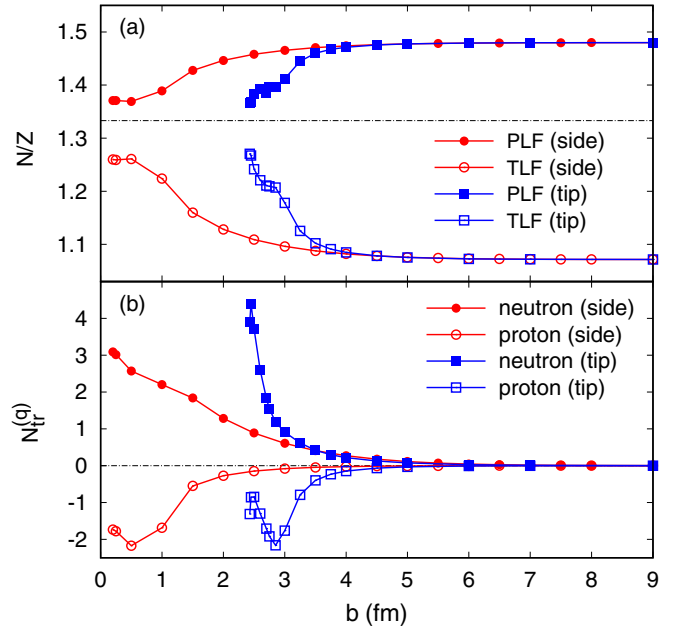 (a)
1.5
1.4
1.3
1.2
1.1
N/Z
PLF (side)
TLF (side)
PLF (tip)
TLF (tip)
(b)
4
3
2
1
0
-1
-2
N_tr^(q)
neutron (side)
proton (side)
neutron (tip)
proton (tip)
0 1 2 3 4 5 6 7 8 9
b (fm)